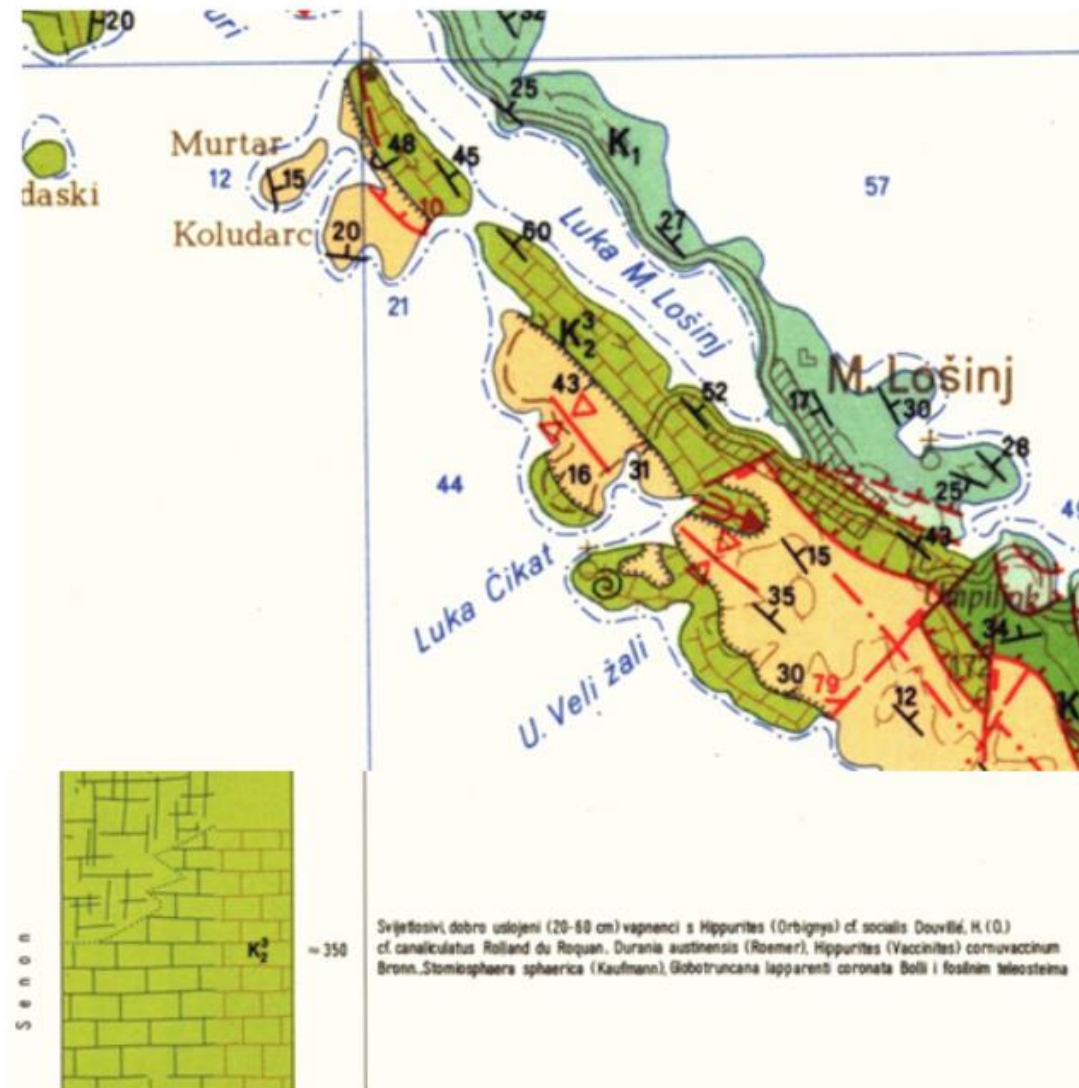 20
uri
32
25
K1
Murtar
12
15
48
45
57
daski
10
27
Koludarc
20
60
21
Luka M. Lošinj
K2 3
M. Lošinj
43
52
17
30
28
44
16
31
25
49
43
15
Luka Čikat
35
34
172
U. Veli žali
30
79
12
K
Senon
K2 3
≈350
Svijetlosivi, dobro uslojeni (20-60 cm) vapnenci s Hippurites (Orbignya) cf. socialis Douvillé, H. (O.)
cf. canaliculatus Rolland du Roquan, Durania austinensis (Roemer), Hippurites (Vaccinites) cornuvaccinum
Bronn, Stomiosphaera sphaerica (Kaufmann), Globotruncana lapparenti coronata Bolli i fosilnim teleosteima